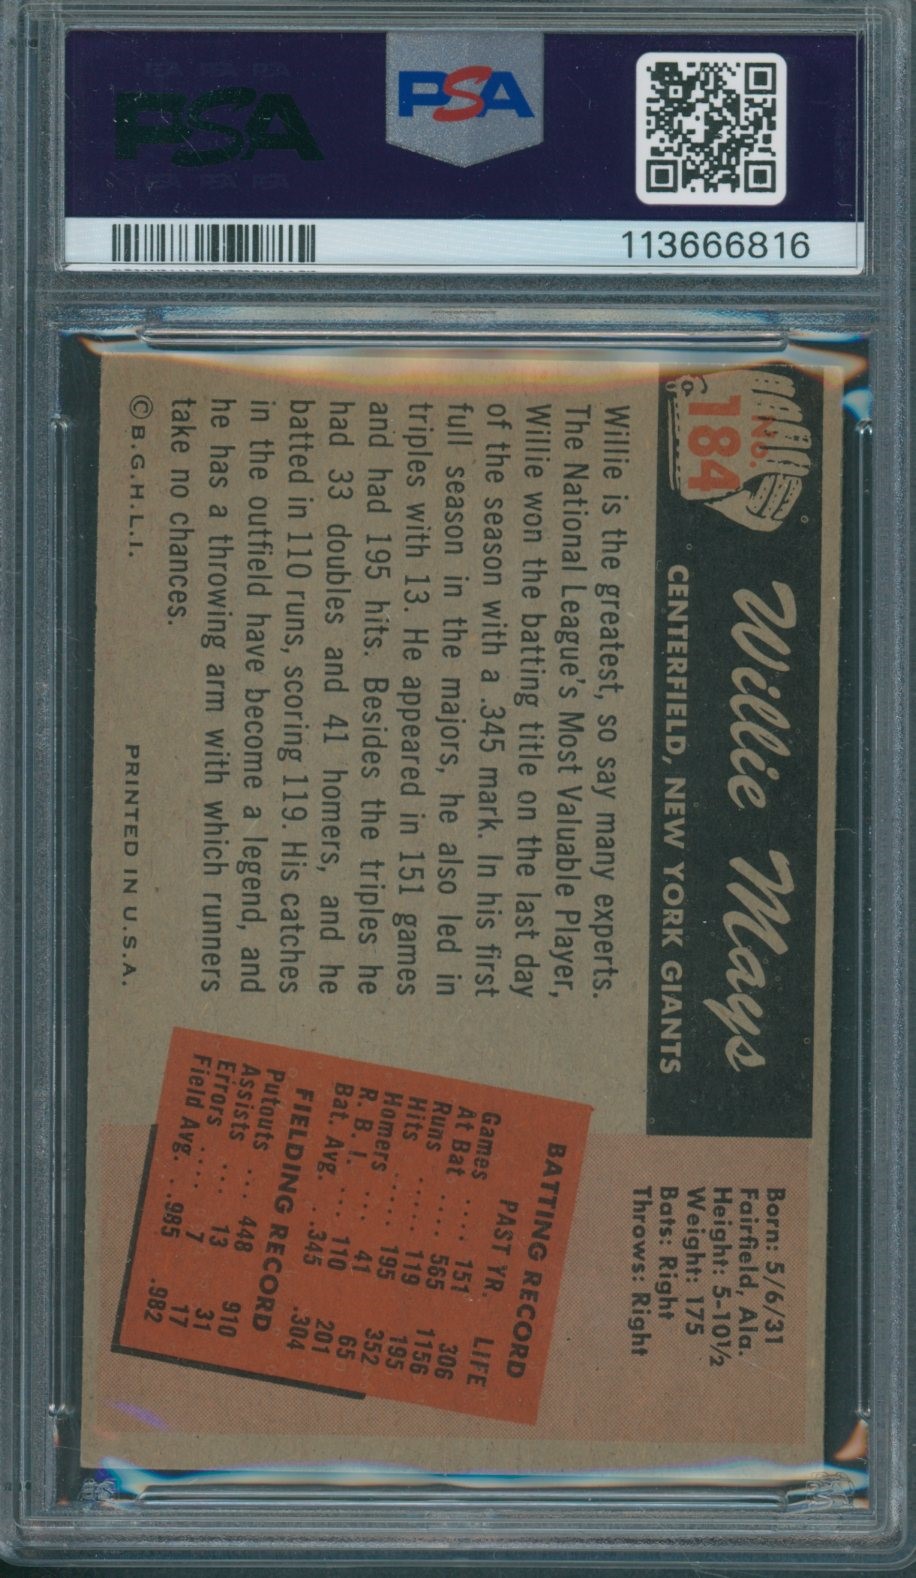 PSA
PSA
113666816
No.
184
Willie Mays
CENTERFIELD, NEW YORK GIANTS
Born: 5/6/31
Fairfield, Ala.
Height: 5-10½
Weight: 175
Bats: Right
Throws: Right
Willie is the greatest, so say many experts.
The National League's Most Valuable Player,
Willie won the batting title on the last day
of the season with a .345 mark. In his first
full season in the majors, he also led in
triples with 13. He appeared in 151 games
and had 195 hits. Besides the triples he
had 33 doubles and 41 homers, and he
batted in 110 runs, scoring 119. His catches
in the outfield have become a legend, and
he has a throwing arm with which runners
take no chances.
BATTING RECORD
PAST YR. LIFE
Games .... 151 306
At Bat .... 565 1156
Runs ..... 119 195
Hits ..... 195 352
Homers .... 41 65
R. B. I. ... 110 201
Bat. Avg. ... .345 .304
FIELDING RECORD
Putouts ... 448 910
Assists ... 13 31
Errors .... 7 17
Field Avg. .. .985 .982
©B.G.H.L.I. PRINTED IN U.S.A.